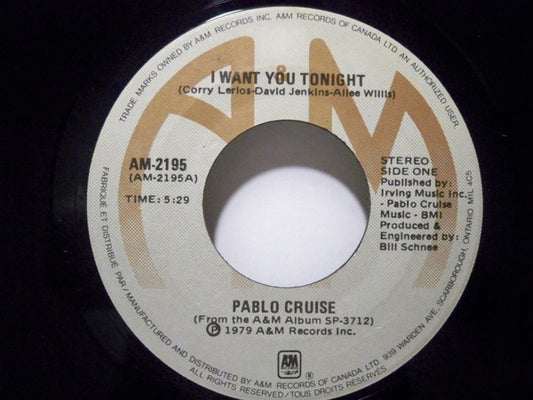 TRADE MARKS OWNED BY A&M RECORDS INC. A&M RECORDS OF CANADA LTD. AN AUTHORIZED USER
A&M
I WANT YOU TONIGHT
(Corry Lerios-David Jenkins-Allee Willis)
AM-2195
(AM-2195A)
TIME: 5:29
STEREO
SIDE ONE
Published by:
Irving Music Inc.
- Pablo Cruise
Music - BMI
Produced &
Engineered by:
Bill Schnee
PABLO CRUISE
(From the A&M Album SP-3712)
Ⓟ 1979 A&M Records Inc.
A&M
RECORDS
®
FABRIQUÉ ET DISTRIBUÉ PAR / MANUFACTURED AND DISTRIBUTED BY A&M RECORDS OF CANADA LTD. 939 WARDEN AVE, SCARBOROUGH, ONTARIO M1L 4C5
ALL RIGHTS RESERVED / TOUS DROITS RESERVES